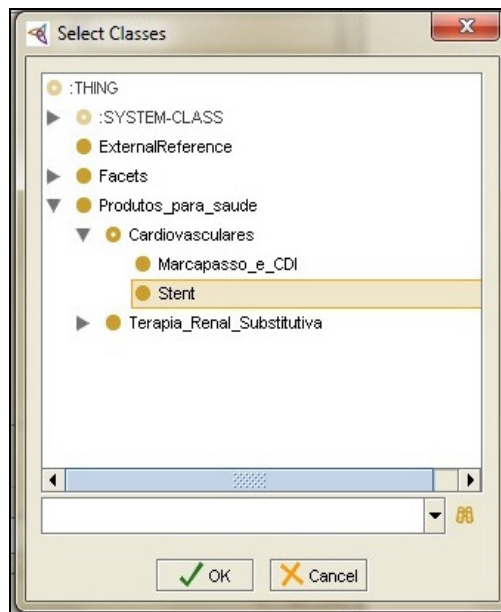 Select Classes
:THING
:SYSTEM-CLASS
ExternalReference
Facets
Produtos_para_saude
Cardiovasculares
Marcapasso_e_CDI
Stent
Terapia_Renal_Substitutiva
OK
Cancel